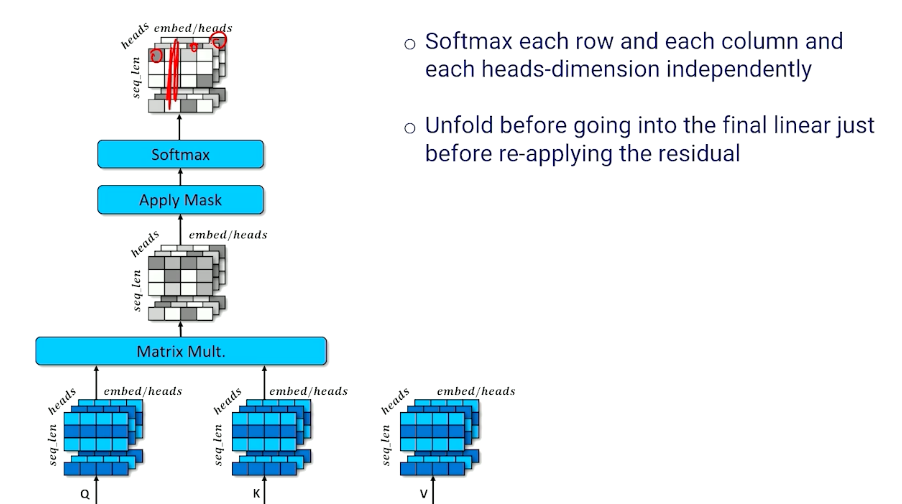 heads embed/heads
seq_len
Softmax
Apply Mask
heads embed/heads
seq_len
Matrix Mult.
heads embed/heads
seq_len
heads embed/heads
seq_len
heads embed/heads
seq_len
Q K V
○ Softmax each row and each column and
each heads-dimension independently
○ Unfold before going into the final linear just
before re-applying the residual